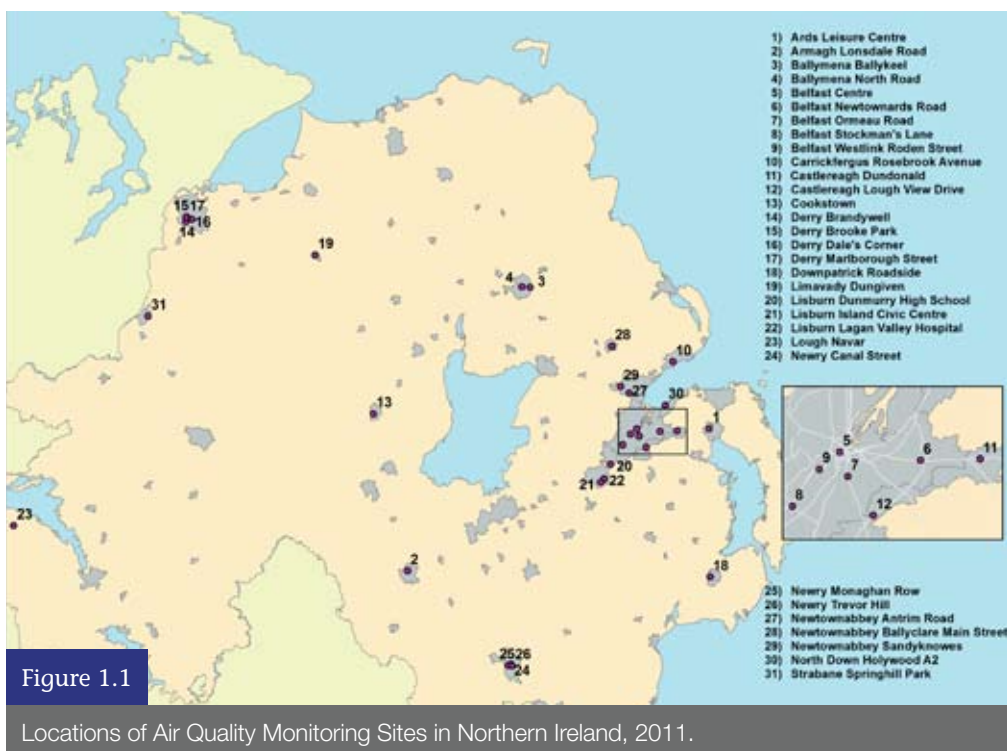 1) Ards Leisure Centre
2) Armagh Lonsdale Road
3) Ballymena Ballykeel
4) Ballymena North Road
5) Belfast Centre
6) Belfast Newtownards Road
7) Belfast Ormeau Road
8) Belfast Stockman's Lane
9) Belfast Westlink Roden Street
10) Carrickfergus Rosebrook Avenue
11) Castlereagh Dundonald
12) Castlereagh Lough View Drive
13) Cookstown
14) Derry Brandywell
15) Derry Brooke Park
16) Derry Dale's Corner
17) Derry Marlborough Street
18) Downpatrick Roadside
19) Limavady Dungiven
20) Lisburn Dunmurry High School
21) Lisburn Island Civic Centre
22) Lisburn Lagan Valley Hospital
23) Lough Navar
24) Newry Canal Street
15 17
16
14
19
4 3
31
28
10
29
27
30
13
1
20
21 22
23
2
18
25 26
24
5
6
11
9
7
8
12
25) Newry Monaghan Row
26) Newry Trevor Hill
27) Newtownabbey Antrim Road
28) Newtownabbey Ballyclare Main Street
29) Newtownabbey Sandyknowes
30) North Down Holywood A2
31) Strabane Springhill Park
Figure 1.1
Locations of Air Quality Monitoring Sites in Northern Ireland, 2011.